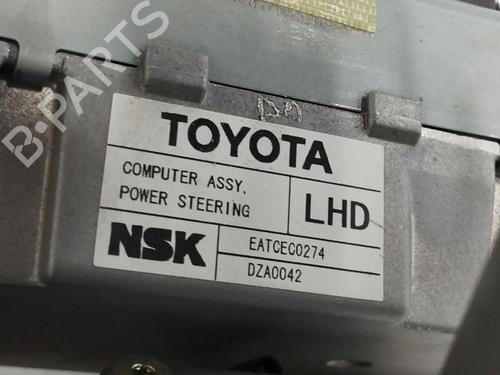 B-PARTS
TOYOTA
COMPUTER ASSY,
POWER STEERING
LHD
NSK
EATCEC0274
DZA0042